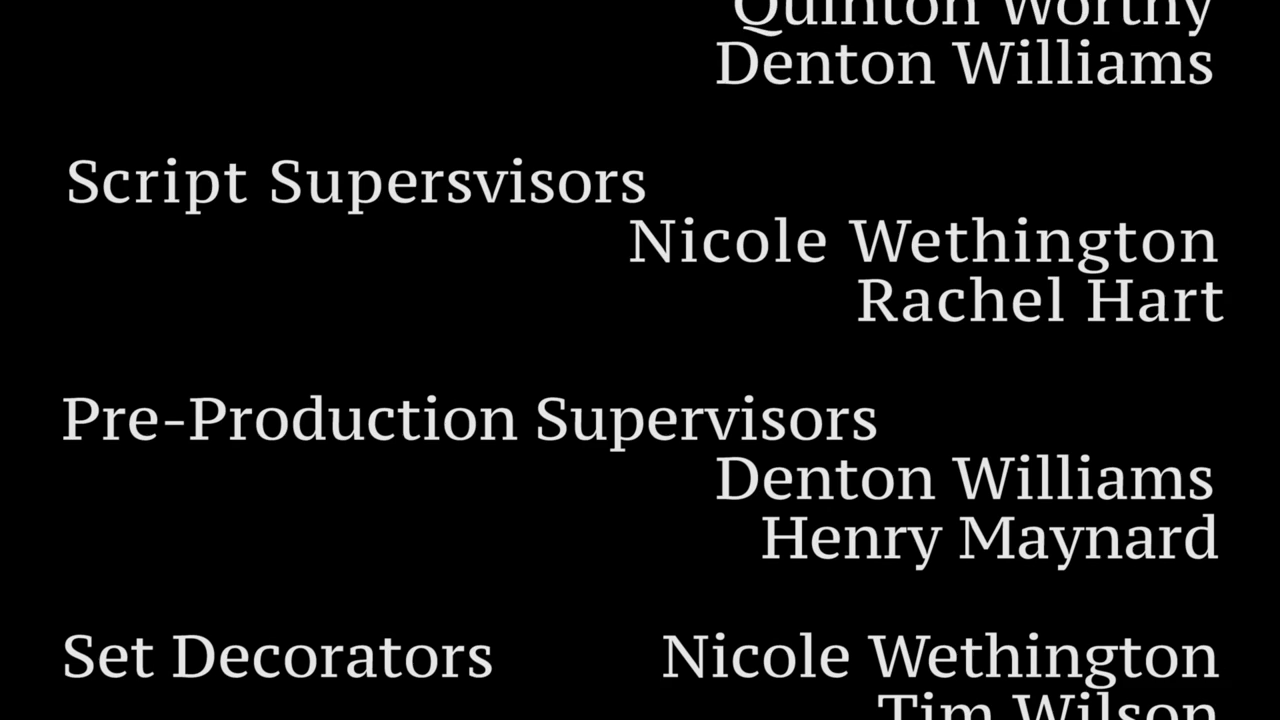 Quinton Worthy
Denton Williams
Script Supersvisors
Nicole Wethington
Rachel Hart
Pre-Production Supervisors
Denton Williams
Henry Maynard
Set Decorators Nicole Wethington
Tim Wilson